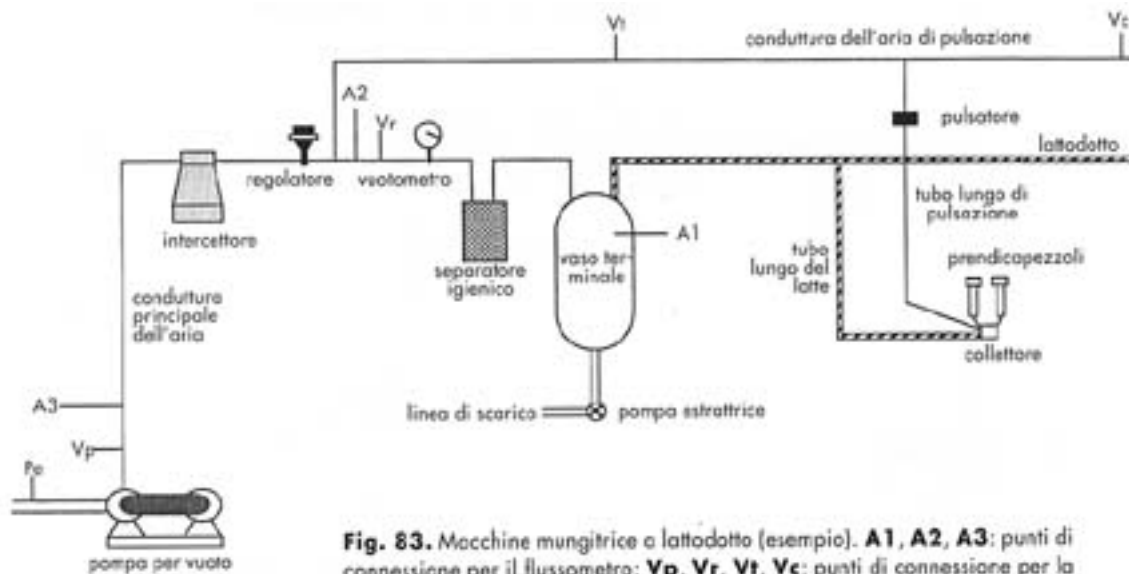 Vt
Vc
conduttura dell'aria di pulsazione
A2
Vr
pulsatore
lattodotto
regolatore
vuotometro
tubo lungo di
pulsazione
intercettore
A1
vaso ter-
minale
separatore
igienico
tubo
lungo del
latte
prendicapezzoli
conduttura
principale
dell'aria
collettore
A3
linea di scarico
pompa estrattrice
Vp
Pe
pompa per vuoto
Fig. 83. Macchine mungitrice a lattodotto (esempio). A1, A2, A3: punti di
connessione per il flussometro; Vp, Vr, Vt, Vc: punti di connessione per la